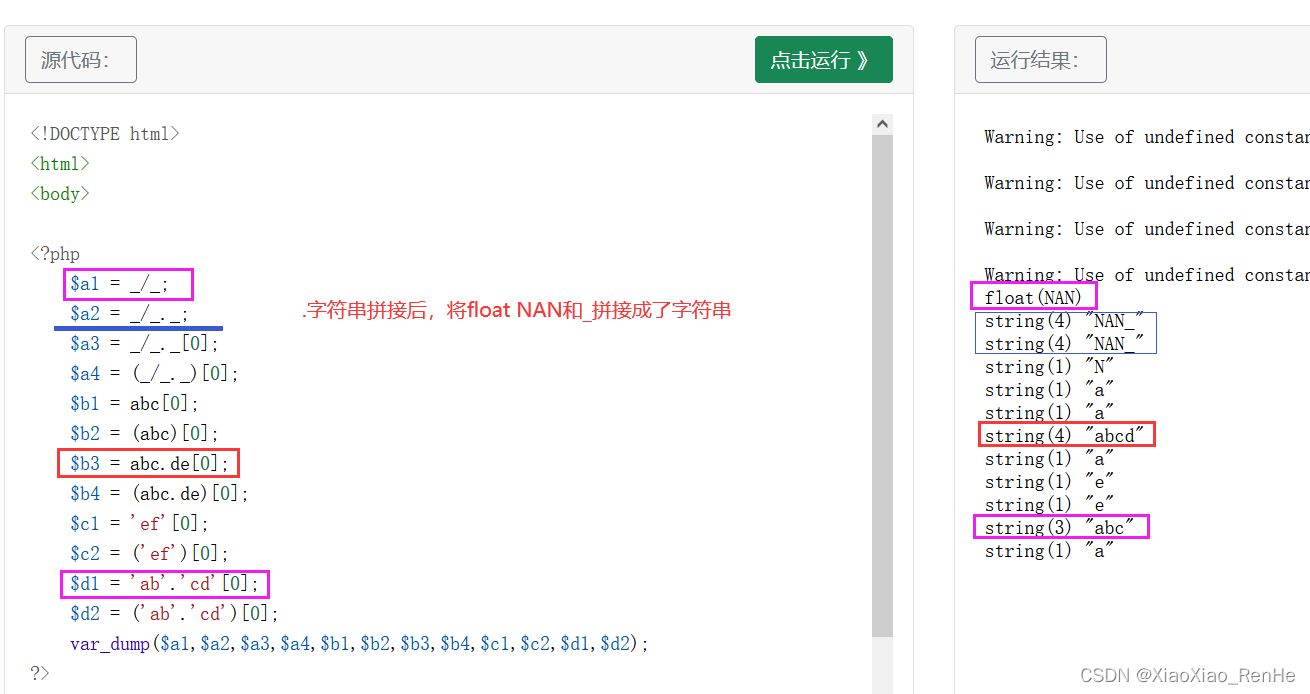 源代码：
点击运行 》
运行结果：
<!DOCTYPE html>
<html>
<body>
<?php
$a1 = _/_;
$a2 = _/_._;
$a3 = _/_._[0];
$a4 = (_/_._)[0];
$b1 = abc[0];
$b2 = (abc)[0];
$b3 = abc.de[0];
$b4 = (abc.de)[0];
$c1 = 'ef'[0];
$c2 = ('ef')[0];
$d1 = 'ab'.'cd'[0];
$d2 = ('ab'.'cd')[0];
var_dump($a1,$a2,$a3,$a4,$b1,$b2,$b3,$b4,$c1,$c2,$d1,$d2);
?>
.字符串拼接后，将float NAN和_拼接成了字符串
Warning: Use of undefined constan
Warning: Use of undefined constan
Warning: Use of undefined constan
Warning: Use of undefined constan
float(NAN)
string(4) "NAN_"
string(4) "NAN_"
string(1) "N"
string(1) "a"
string(1) "a"
string(4) "abcd"
string(1) "a"
string(1) "e"
string(1) "e"
string(3) "abc"
string(1) "a"
CSDN @XiaoXiao_RenHe